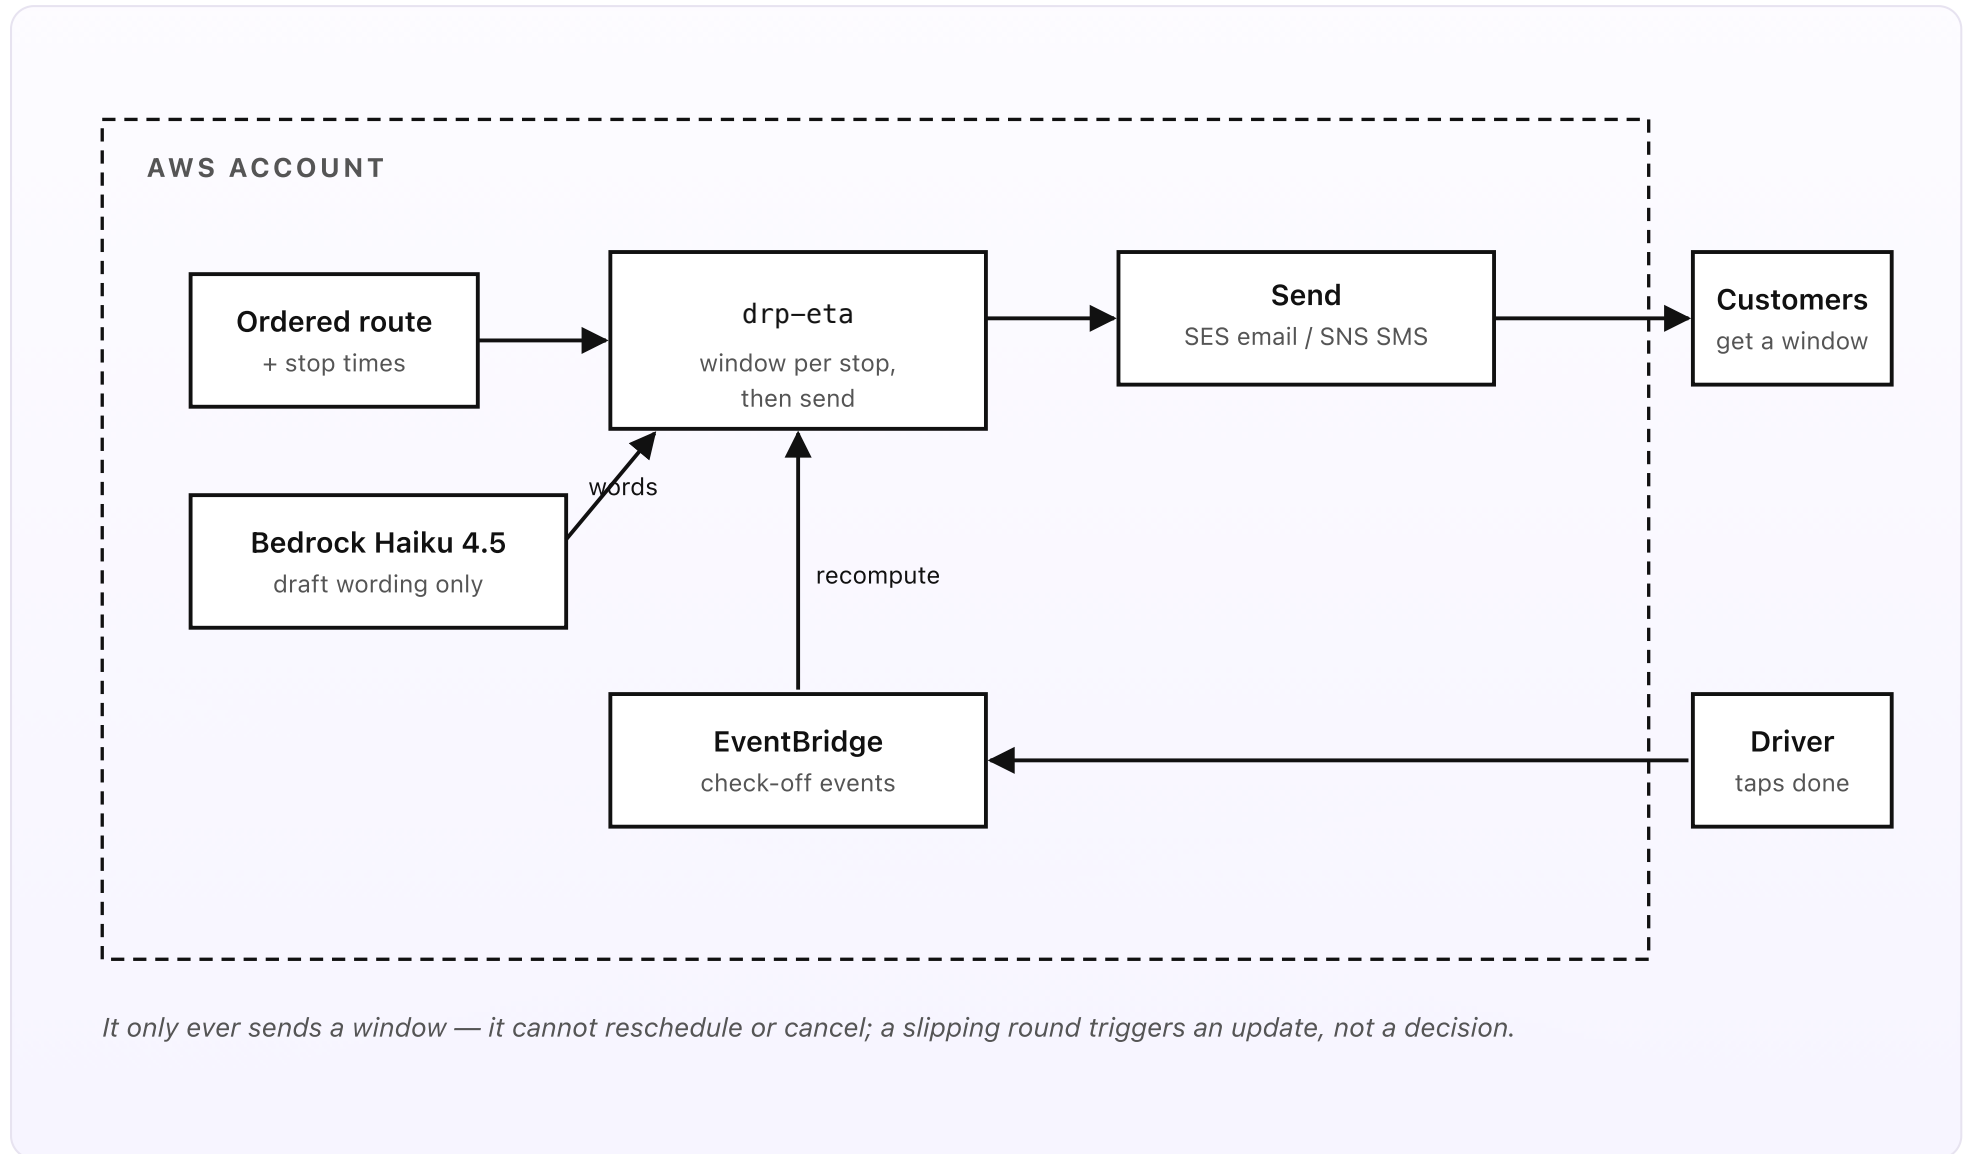 AWS ACCOUNT
Ordered route
+ stop times
drp-eta
window per stop,
then send
Send
SES email / SNS SMS
Customers
get a window
words
Bedrock Haiku 4.5
draft wording only
recompute
EventBridge
check-off events
Driver
taps done
It only ever sends a window — it cannot reschedule or cancel; a slipping round triggers an update, not a decision.